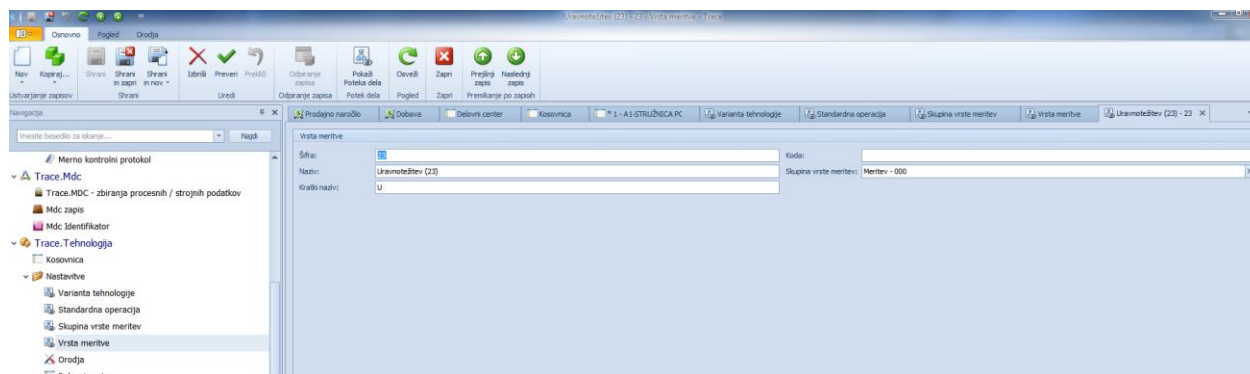 Uravnotežitev (23) - 23 - Vrsta meritve - Trace
Osnovno Pogled Orodja
Nov Kopiraj... Shrani Shrani in zapri Shrani in nov Izbriši Preveri Prekliči Odpiranje zapisa Pokaži Poteka dela Osveži Zapri Prejšnji zapis Naslednji zapis
Ustvarjanje zapisov Shrani Uredi Odpiranje zapisa Potek dela Pogled Zapri Premikanje po zapisih
Navigacija
Prodajno naročilo Dobava Delovni center Kosovnica * 1 - A1-STRUŽNICA PC Varianta tehnologije Standardna operacija Skupina vrste meritev Vrsta meritve Uravnotežitev (23) - 23
Vnesite besedilo za iskanje... Najdi
Vrsta meritve
Šifra: 23 Koda:
Naziv: Uravnotežitev (23) Skupina vrste meritev: Meritev - 000
Kratki naziv: U
Merno kontrolni protokol
Trace.Mdc
Trace.MDC - zbiranja procesnih / strojnih podatkov
Mdc zapis
Mdc Identifikator
Trace.Tehnologija
Kosovnica
Nastavitve
Varianta tehnologije
Standardna operacija
Skupina vrste meritev
Vrsta meritve
Orodja